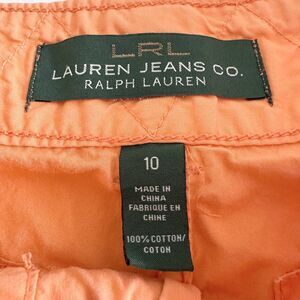 LRL
LAUREN JEANS CO.
RALPH LAUREN
10
MADE IN
CHINA
FABRIQUE EN
CHINE
100% COTTON/
COTON